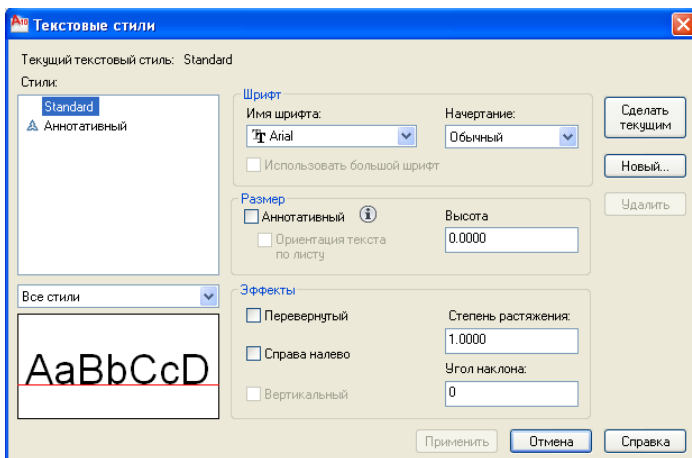 Текстовые стили
Текущий текстовый стиль: Standard
Стили:
Standard
Аннотативный
Все стили
AaBbCcD
Шрифт
Имя шрифта:
Arial
Начертание:
Обычный
Использовать большой шрифт
Размер
Аннотативный
Ориентация текста
по листу
Высота
0.0000
Эффекты
Перевернутый
Справа налево
Вертикальный
Степень растяжения:
1.0000
Угол наклона:
0
Сделать
текущим
Новый...
Удалить
Применить
Отмена
Справка